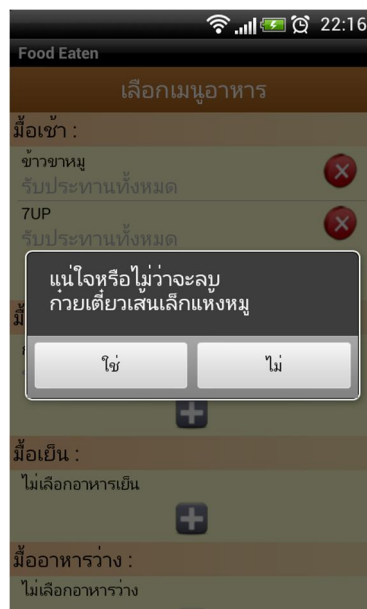 22:16
Food Eaten
เลือกเมนูอาหาร
มื้อเช้า :
ข้าวขาหมู
รับประทานทั้งหมด
7UP
รับประทานทั้งหมด
แน่ใจหรือไม่ว่าจะลบ
ก๋วยเตี๋ยวเส้นเล็กแห้งหมู
ใช่
ไม่
มื้อเย็น :
ไม่เลือกอาหารเย็น
มื้ออาหารว่าง :
ไม่เลือกอาหารว่าง